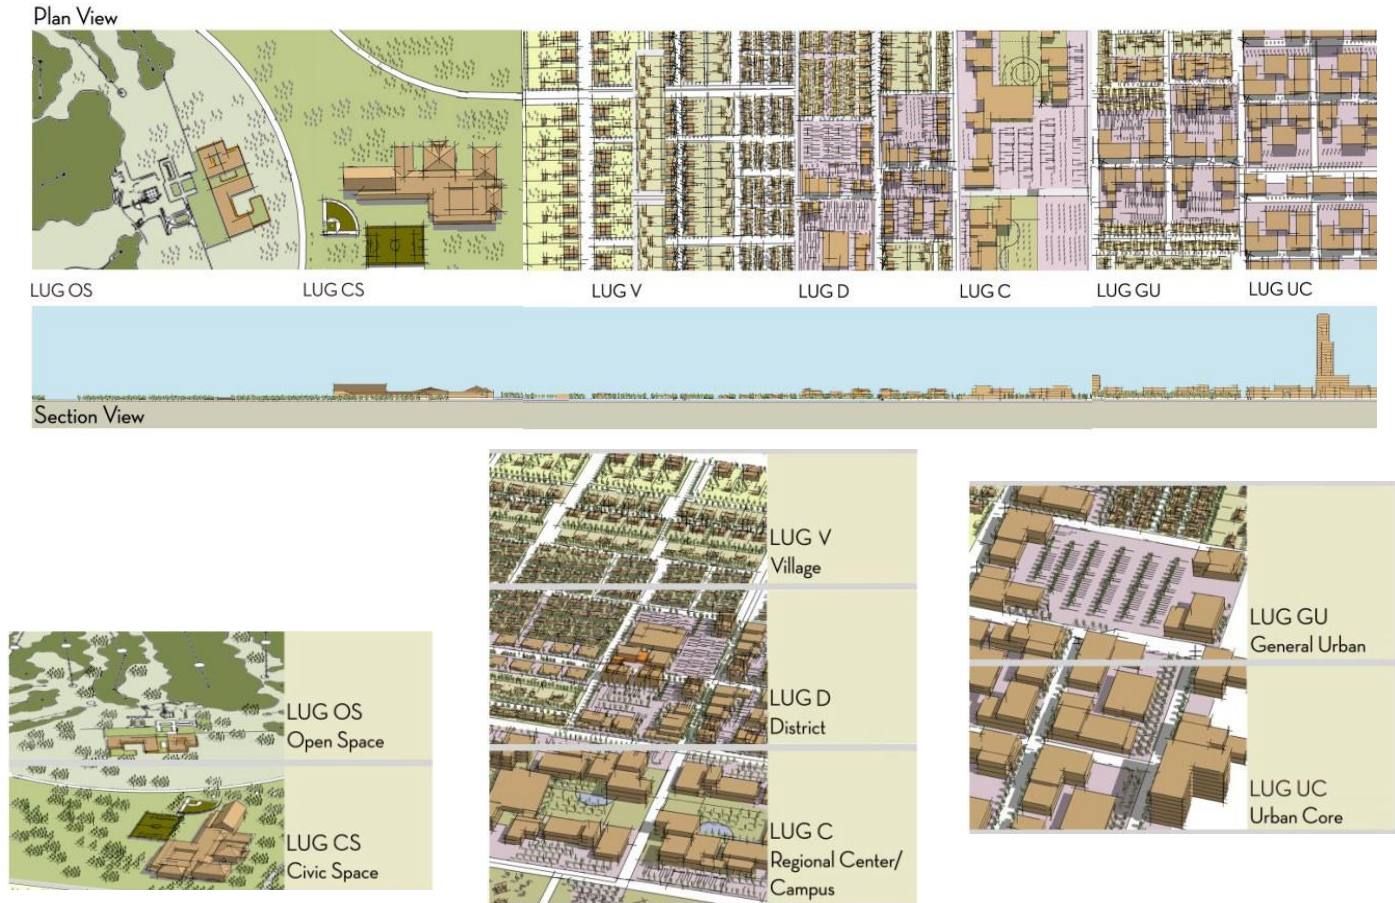 Plan View
LUG OS
LUG CS
LUG V
LUG D
LUG C
LUG GU
LUG UC
Section View
LUG OS
Open Space
LUG CS
Civic Space
LUG V
Village
LUG D
District
LUG C
Regional Center/
Campus
LUG GU
General Urban
LUG UC
Urban Core